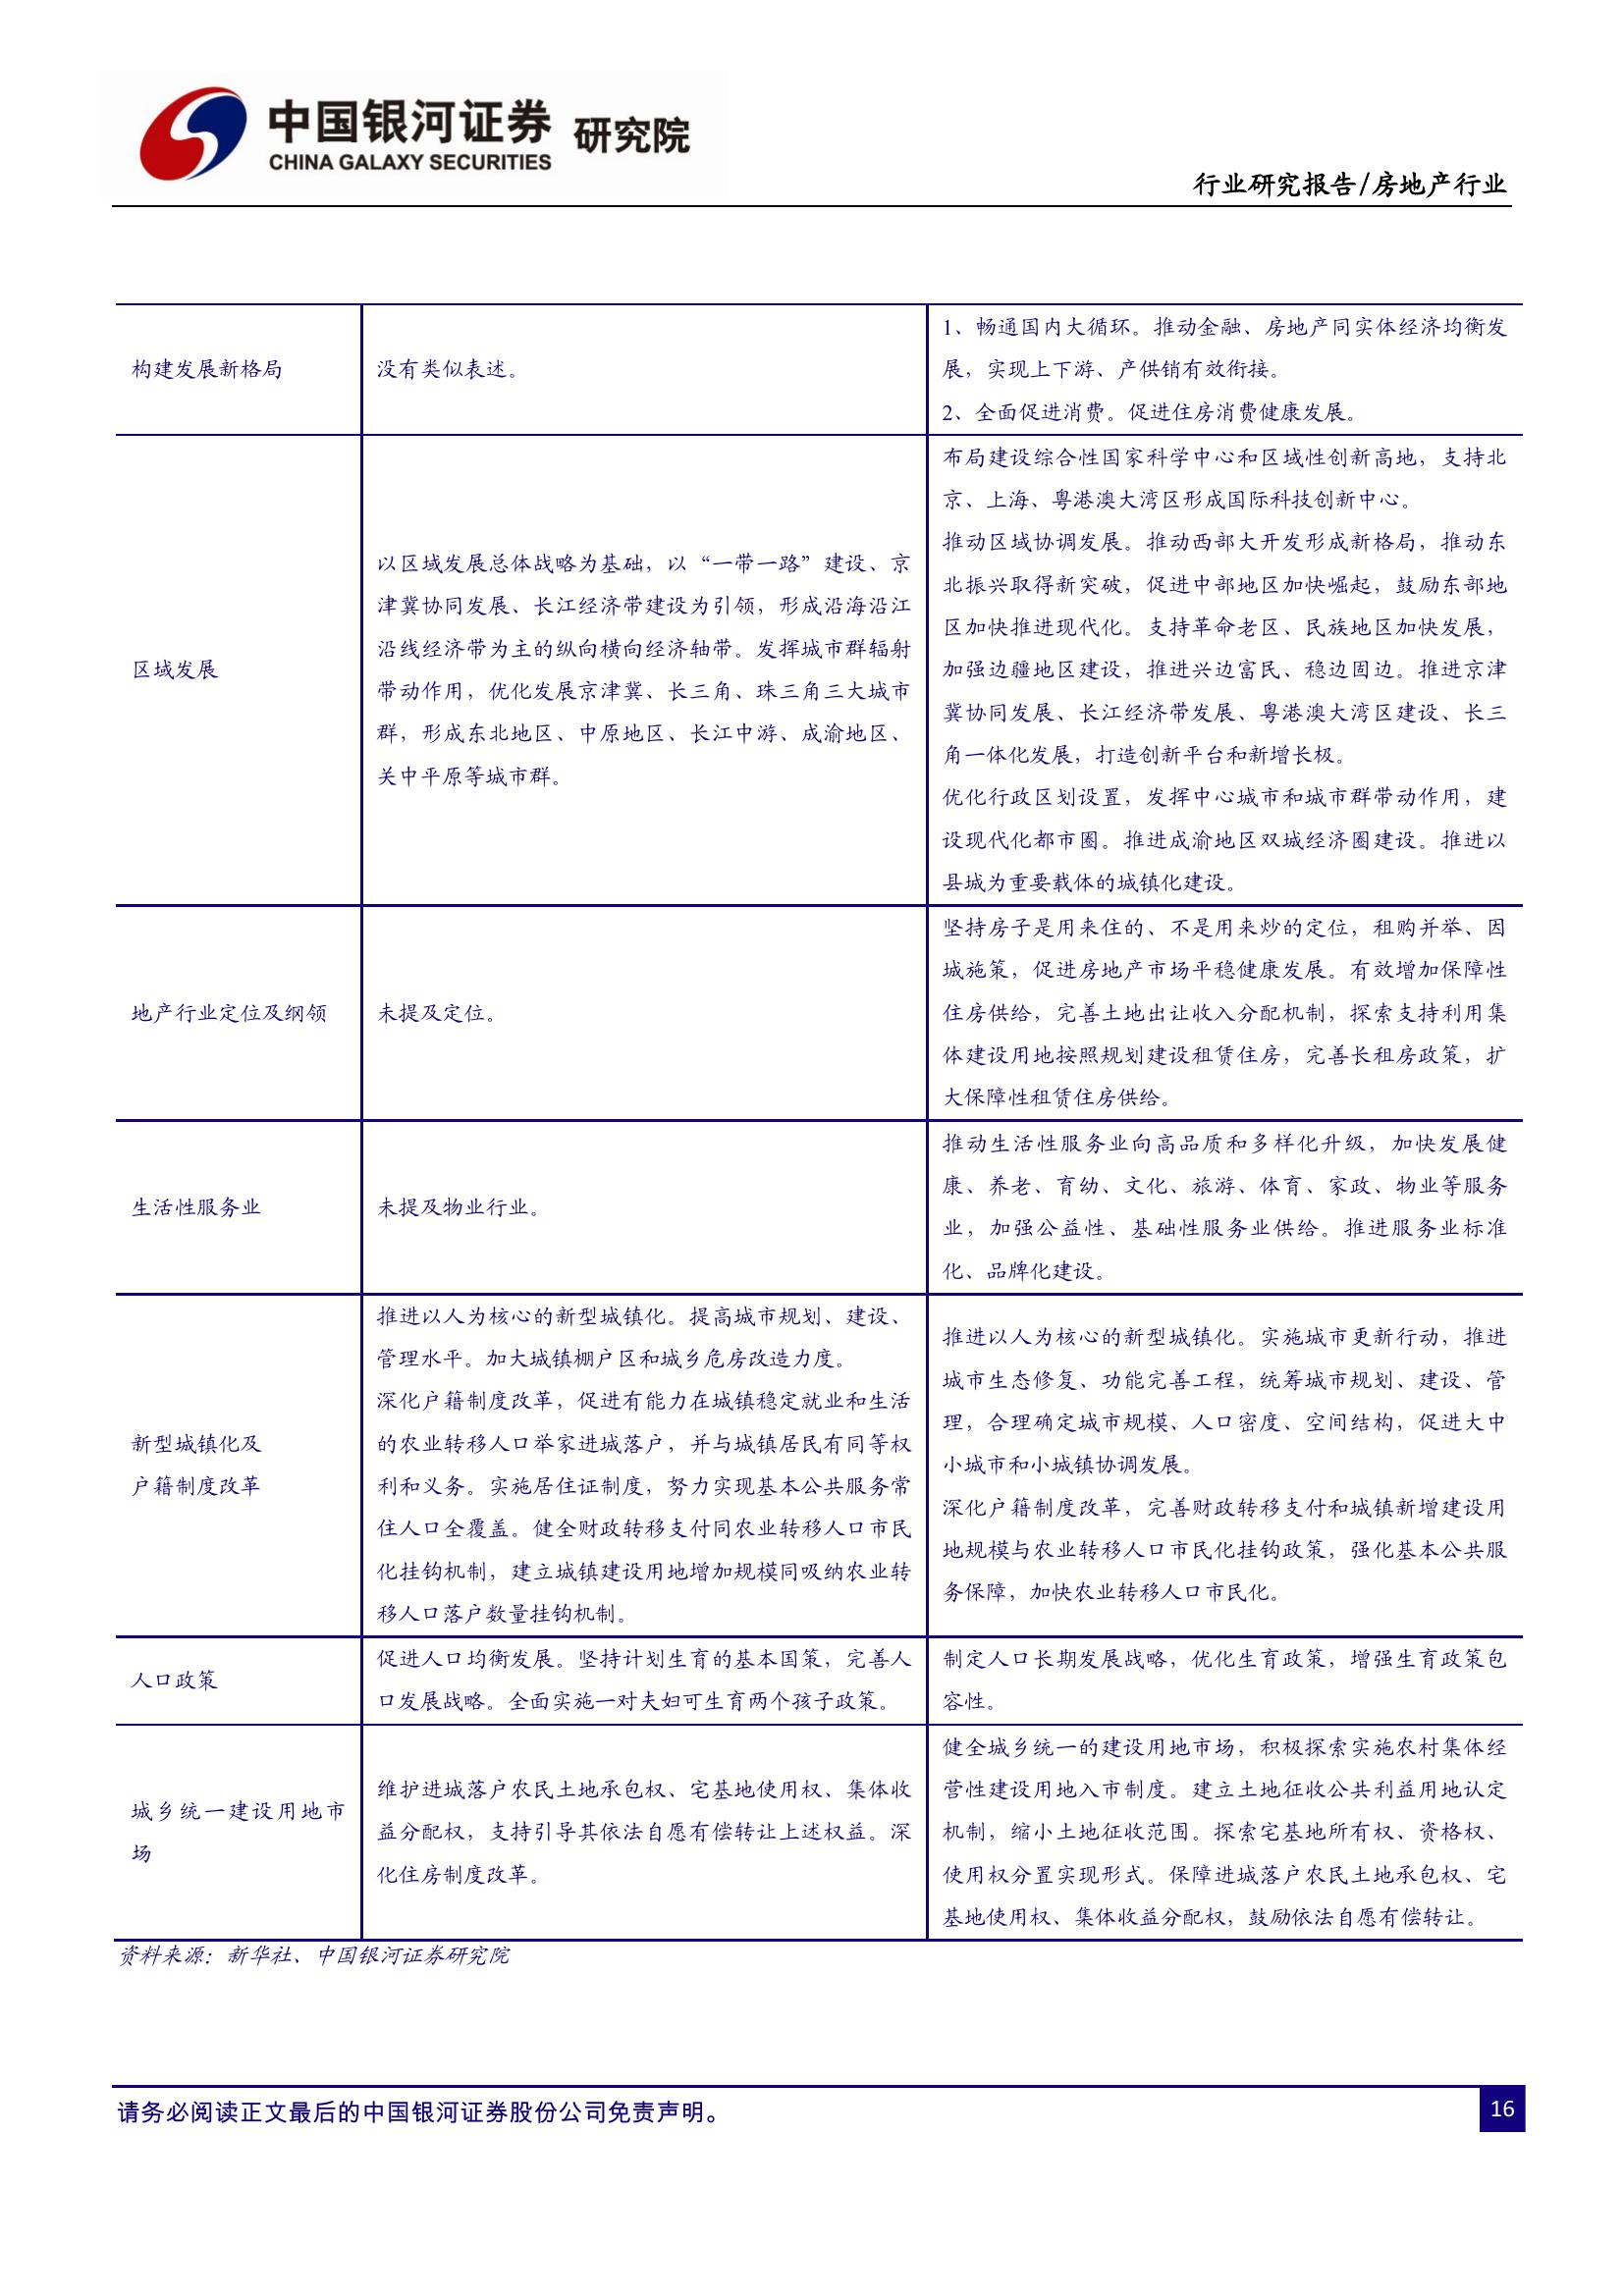 中国银河证券 研究院
CHINA GALAXY SECURITIES
行业研究报告/房地产行业
构建发展新格局
没有类似表述。
1、畅通国内大循环。推动金融、房地产同实体经济均衡发
展，实现上下游、产供销有效衔接。
2、全面促进消费。促进住房消费健康发展。
区域发展
以区域发展总体战略为基础，以“一带一路”建设、京
津冀协同发展、长江经济带建设为引领，形成沿海沿江
沿线经济带为主的纵向横向经济轴带。发挥城市群辐射
带动作用，优化发展京津冀、长三角、珠三角三大城市
群，形成东北地区、中原地区、长江中游、成渝地区、
关中平原等城市群。
布局建设综合性国家科学中心和区域性创新高地，支持北
京、上海、粤港澳大湾区形成国际科技创新中心。
推动区域协调发展。推动西部大开发形成新格局，推动东
北振兴取得新突破，促进中部地区加快崛起，鼓励东部地
区加快推进现代化。支持革命老区、民族地区加快发展，
加强边疆地区建设，推进兴边富民、稳边固边。推进京津
冀协同发展、长江经济带发展、粤港澳大湾区建设、长三
角一体化发展，打造创新平台和新增长极。
优化行政区划设置，发挥中心城市和城市群带动作用，建
设现代化都市圈。推进成渝地区双城经济圈建设。推进以
县城为重要载体的城镇化建设。
地产行业定位及纲领
未提及定位。
坚持房子是用来住的、不是用来炒的定位，租购并举、因
城施策，促进房地产市场平稳健康发展。有效增加保障性
住房供给，完善土地出让收入分配机制，探索支持利用集
体建设用地按照规划建设租赁住房，完善长租房政策，扩
大保障性租赁住房供给。
生活性服务业
未提及物业行业。
推动生活性服务业向高品质和多样化升级，加快发展健
康、养老、育幼、文化、旅游、体育、家政、物业等服务
业，加强公益性、基础性服务业供给。推进服务业标准
化、品牌化建设。
新型城镇化及
户籍制度改革
推进以人为核心的新型城镇化。提高城市规划、建设、
管理水平。加大城镇棚户区和城乡危房改造力度。
深化户籍制度改革，促进有能力在城镇稳定就业和生活
的农业转移人口举家进城落户，并与城镇居民有同等权
利和义务。实施居住证制度，努力实现基本公共服务常
住人口全覆盖。健全财政转移支付同农业转移人口市民
化挂钩机制，建立城镇建设用地增加规模同吸纳农业转
移人口落户数量挂钩机制。
推进以人为核心的新型城镇化。实施城市更新行动，推进
城市生态修复、功能完善工程，统筹城市规划、建设、管
理，合理确定城市规模、人口密度、空间结构，促进大中
小城市和小城镇协调发展。
深化户籍制度改革，完善财政转移支付和城镇新增建设用
地规模与农业转移人口市民化挂钩政策，强化基本公共服
务保障，加快农业转移人口市民化。
人口政策
促进人口均衡发展。坚持计划生育的基本国策，完善人
口发展战略。全面实施一对夫妇可生育两个孩子政策。
制定人口长期发展战略，优化生育政策，增强生育政策包
容性。
城乡统一建设用地市
场
维护进城落户农民土地承包权、宅基地使用权、集体收
益分配权，支持引导其依法自愿有偿转让上述权益。深
化住房制度改革。
健全城乡统一的建设用地市场，积极探索实施农村集体经
营性建设用地入市制度。建立土地征收公共利益用地认定
机制，缩小土地征收范围。探索宅基地所有权、资格权、
使用权分置实现形式。保障进城落户农民土地承包权、宅
基地使用权、集体收益分配权，鼓励依法自愿有偿转让。
资料来源：新华社、中国银河证券研究院
请务必阅读正文最后的中国银河证券股份公司免责声明。
16